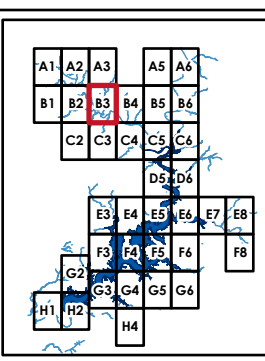 A1 A2 A3 A5 A6
B1 B2 B3 B4 B5 B6
C2 C3 C4 C5 C6
D5 D6
E3 E4 E5 E6 E7 E8
F3 F4 F5 F6 F8
G2
G3 G4 G5 G6
H1 H2
H4